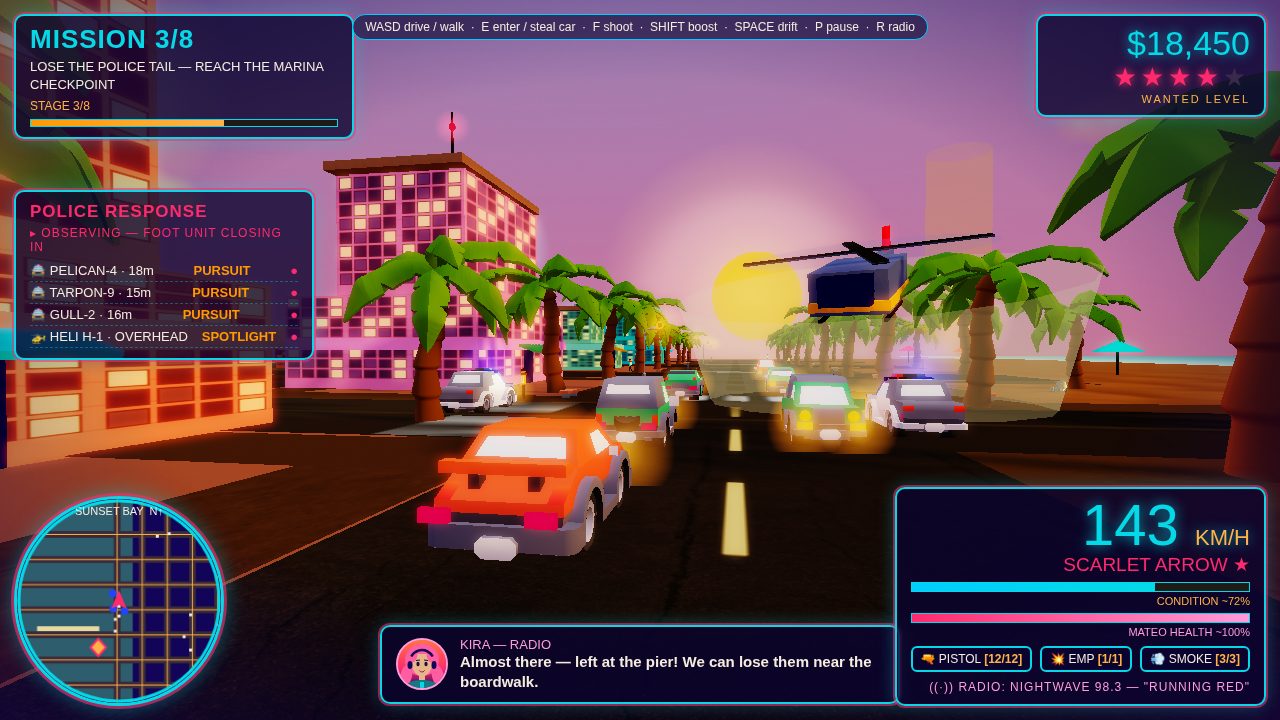 MISSION 3/8
LOSE THE POLICE TAIL — REACH THE MARINA
CHECKPOINT
STAGE 3/8
WASD drive / walk · E enter / steal car · F shoot · SHIFT boost · SPACE drift · P pause · R radio
$18,450
★★★★★
WANTED LEVEL
POLICE RESPONSE
▸ OBSERVING — FOOT UNIT CLOSING
IN
PELICAN-4 · 18m PURSUIT
TARPON-9 · 15m PURSUIT
GULL-2 · 16m PURSUIT
HELI H-1 · OVERHEAD SPOTLIGHT
SUNSET BAY N↑
KIRA — RADIO
Almost there — left at the pier! We can lose them near the
boardwalk.
143 KM/H
SCARLET ARROW ★
CONDITION ~72%
MATEO HEALTH ~100%
PISTOL [12/12] EMP [1/1] SMOKE [3/3]
((·)) RADIO: NIGHTWAVE 98.3 — "RUNNING RED"